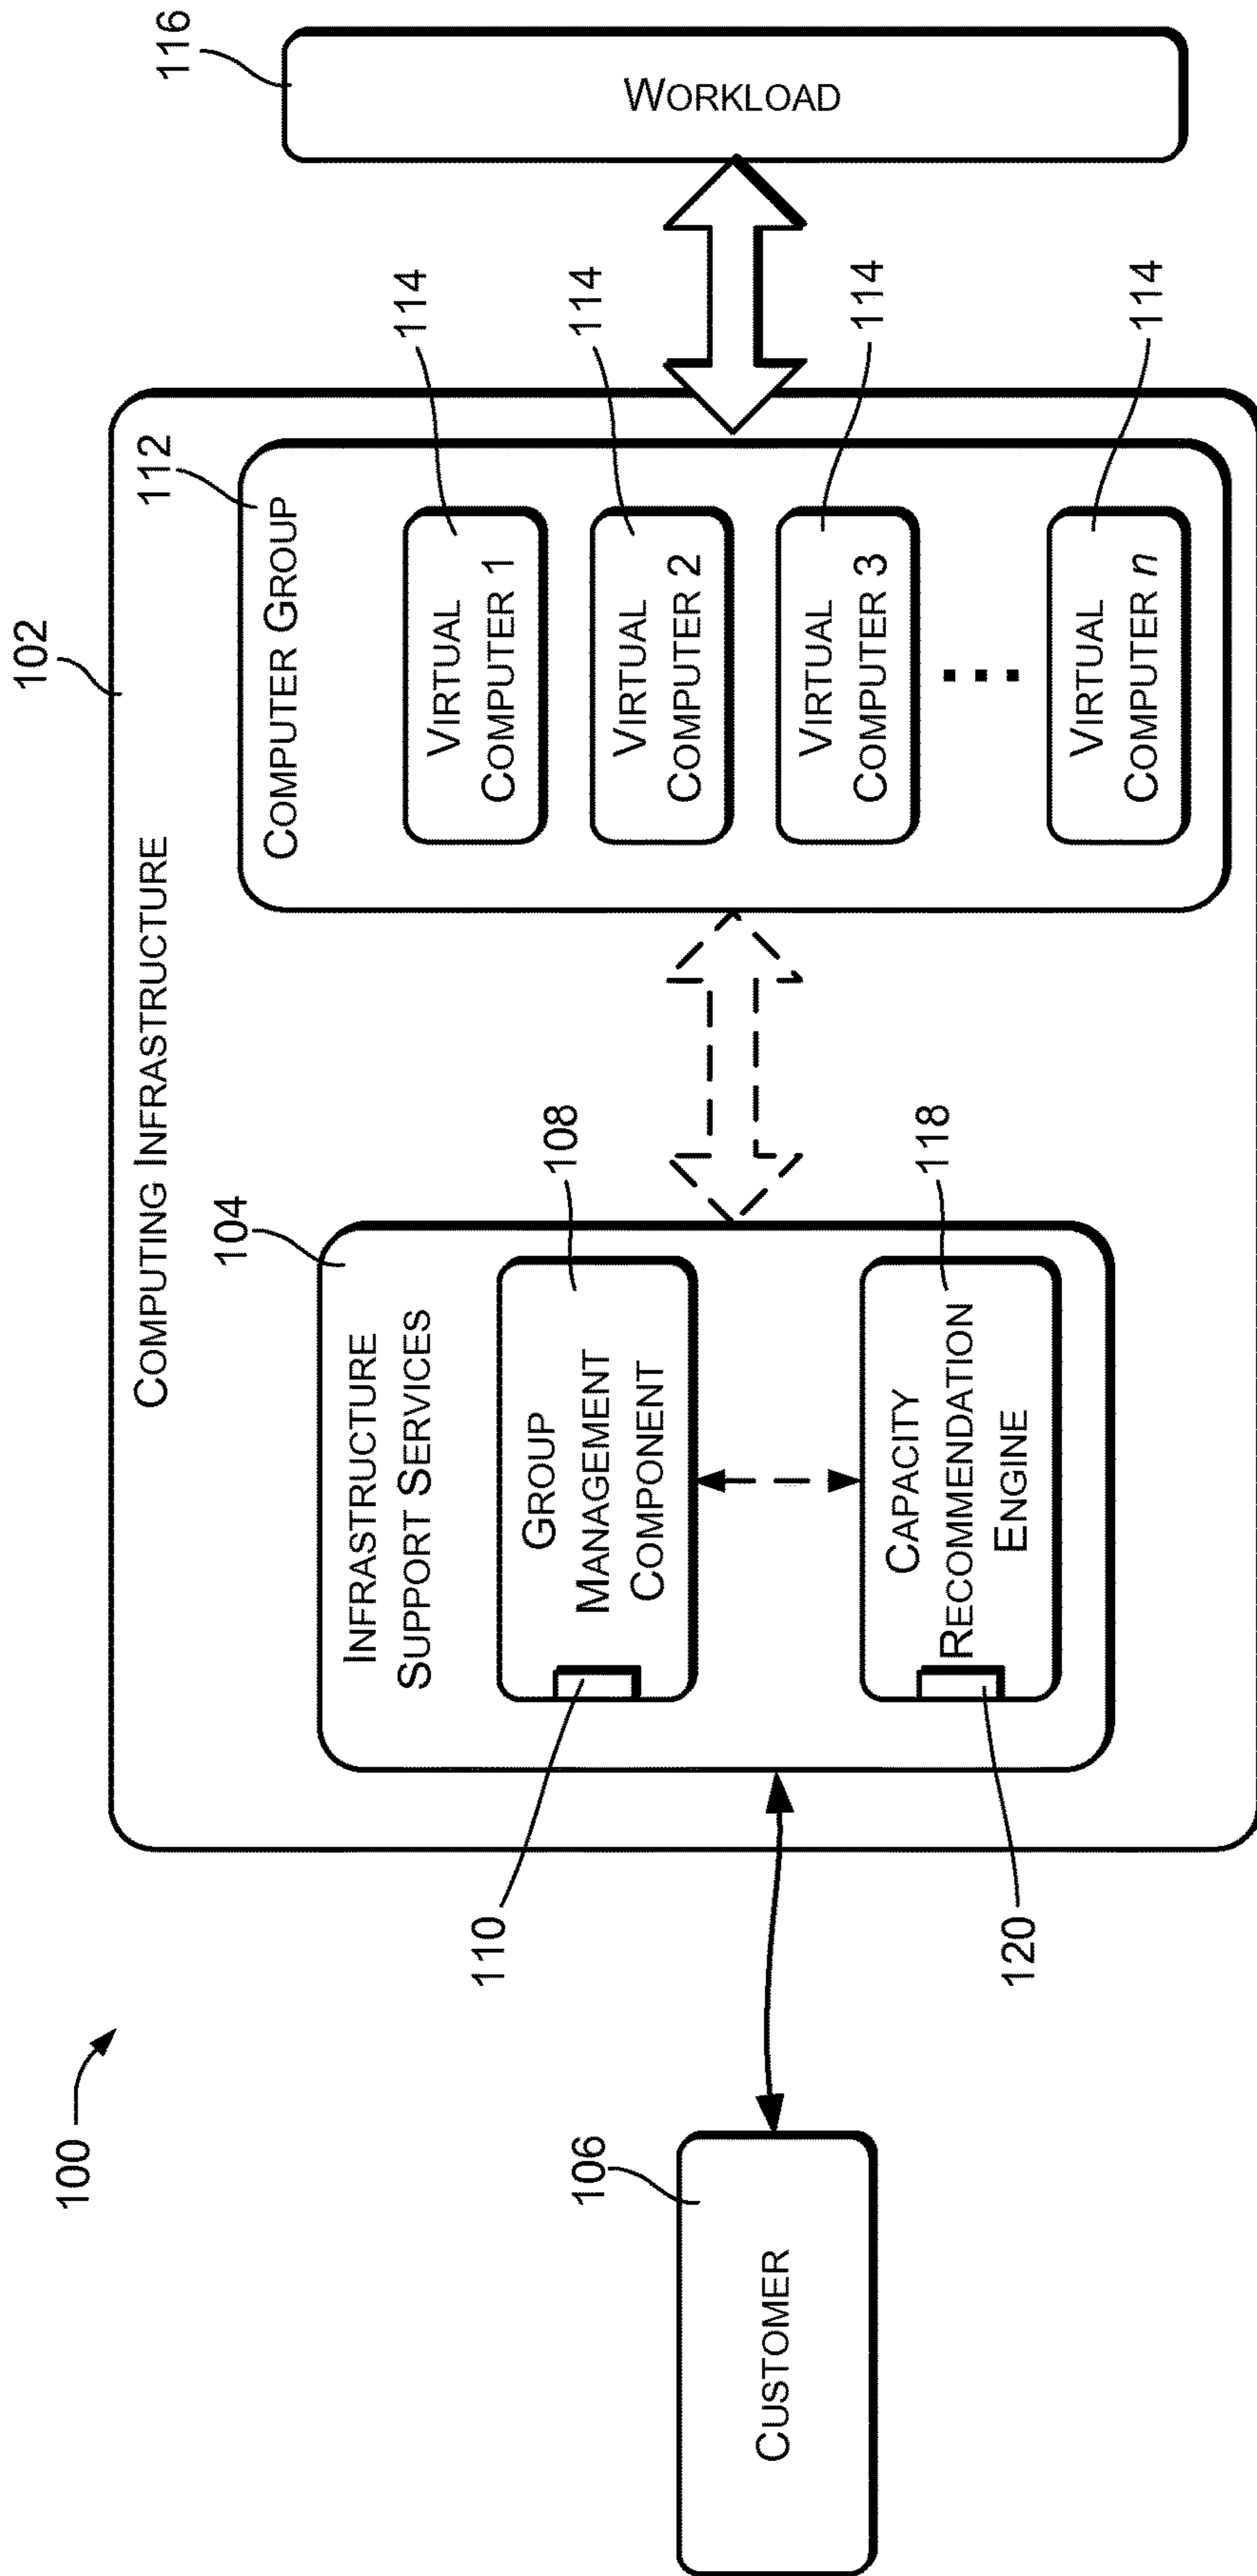 100
102
COMPUTING INFRASTRUCTURE
104
INFRASTRUCTURE
SUPPORT SERVICES
108
GROUP
MANAGEMENT
COMPONENT
110
118
CAPACITY
RECOMMENDATION
ENGINE
120
106
CUSTOMER
112
COMPUTER GROUP
VIRTUAL
COMPUTER 1
114
VIRTUAL
COMPUTER 2
114
VIRTUAL
COMPUTER 3
114
VIRTUAL
COMPUTER n
114
116
WORKLOAD